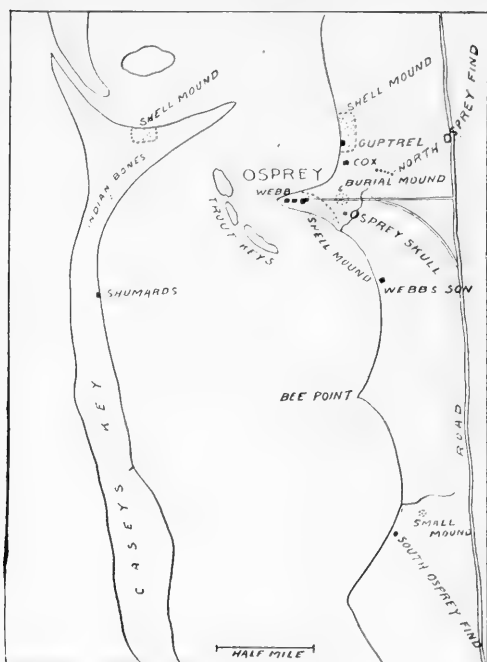 SHELL MOUND
SHELL MOUND
GUPTREL
COX
NORTH OSPREY FIND
INDIAN BONES
OSPREY
WEBB
BURIAL MOUND
TROUT KEYS
SHELL MOUND
OSPREY SKULL
WEBBS SON
SHUMARDS
BEE POINT
CASEYS KEY
ROAD
SMALL
MOUND
SOUTH OSPREY FIND
HALF MILE